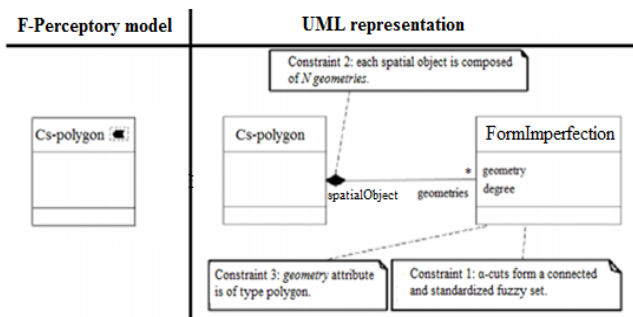 F-Perceptory model
UML representation
Constraint 2: each spatial object is composed
of N geometries.
Cs-polygon
Cs-polygon
FormImperfection
geometry
degree
*
spatialObject
geometries
Constraint 3: geometry attribute
is of type polygon.
Constraint 1: α-cuts form a connected
and standardized fuzzy set.